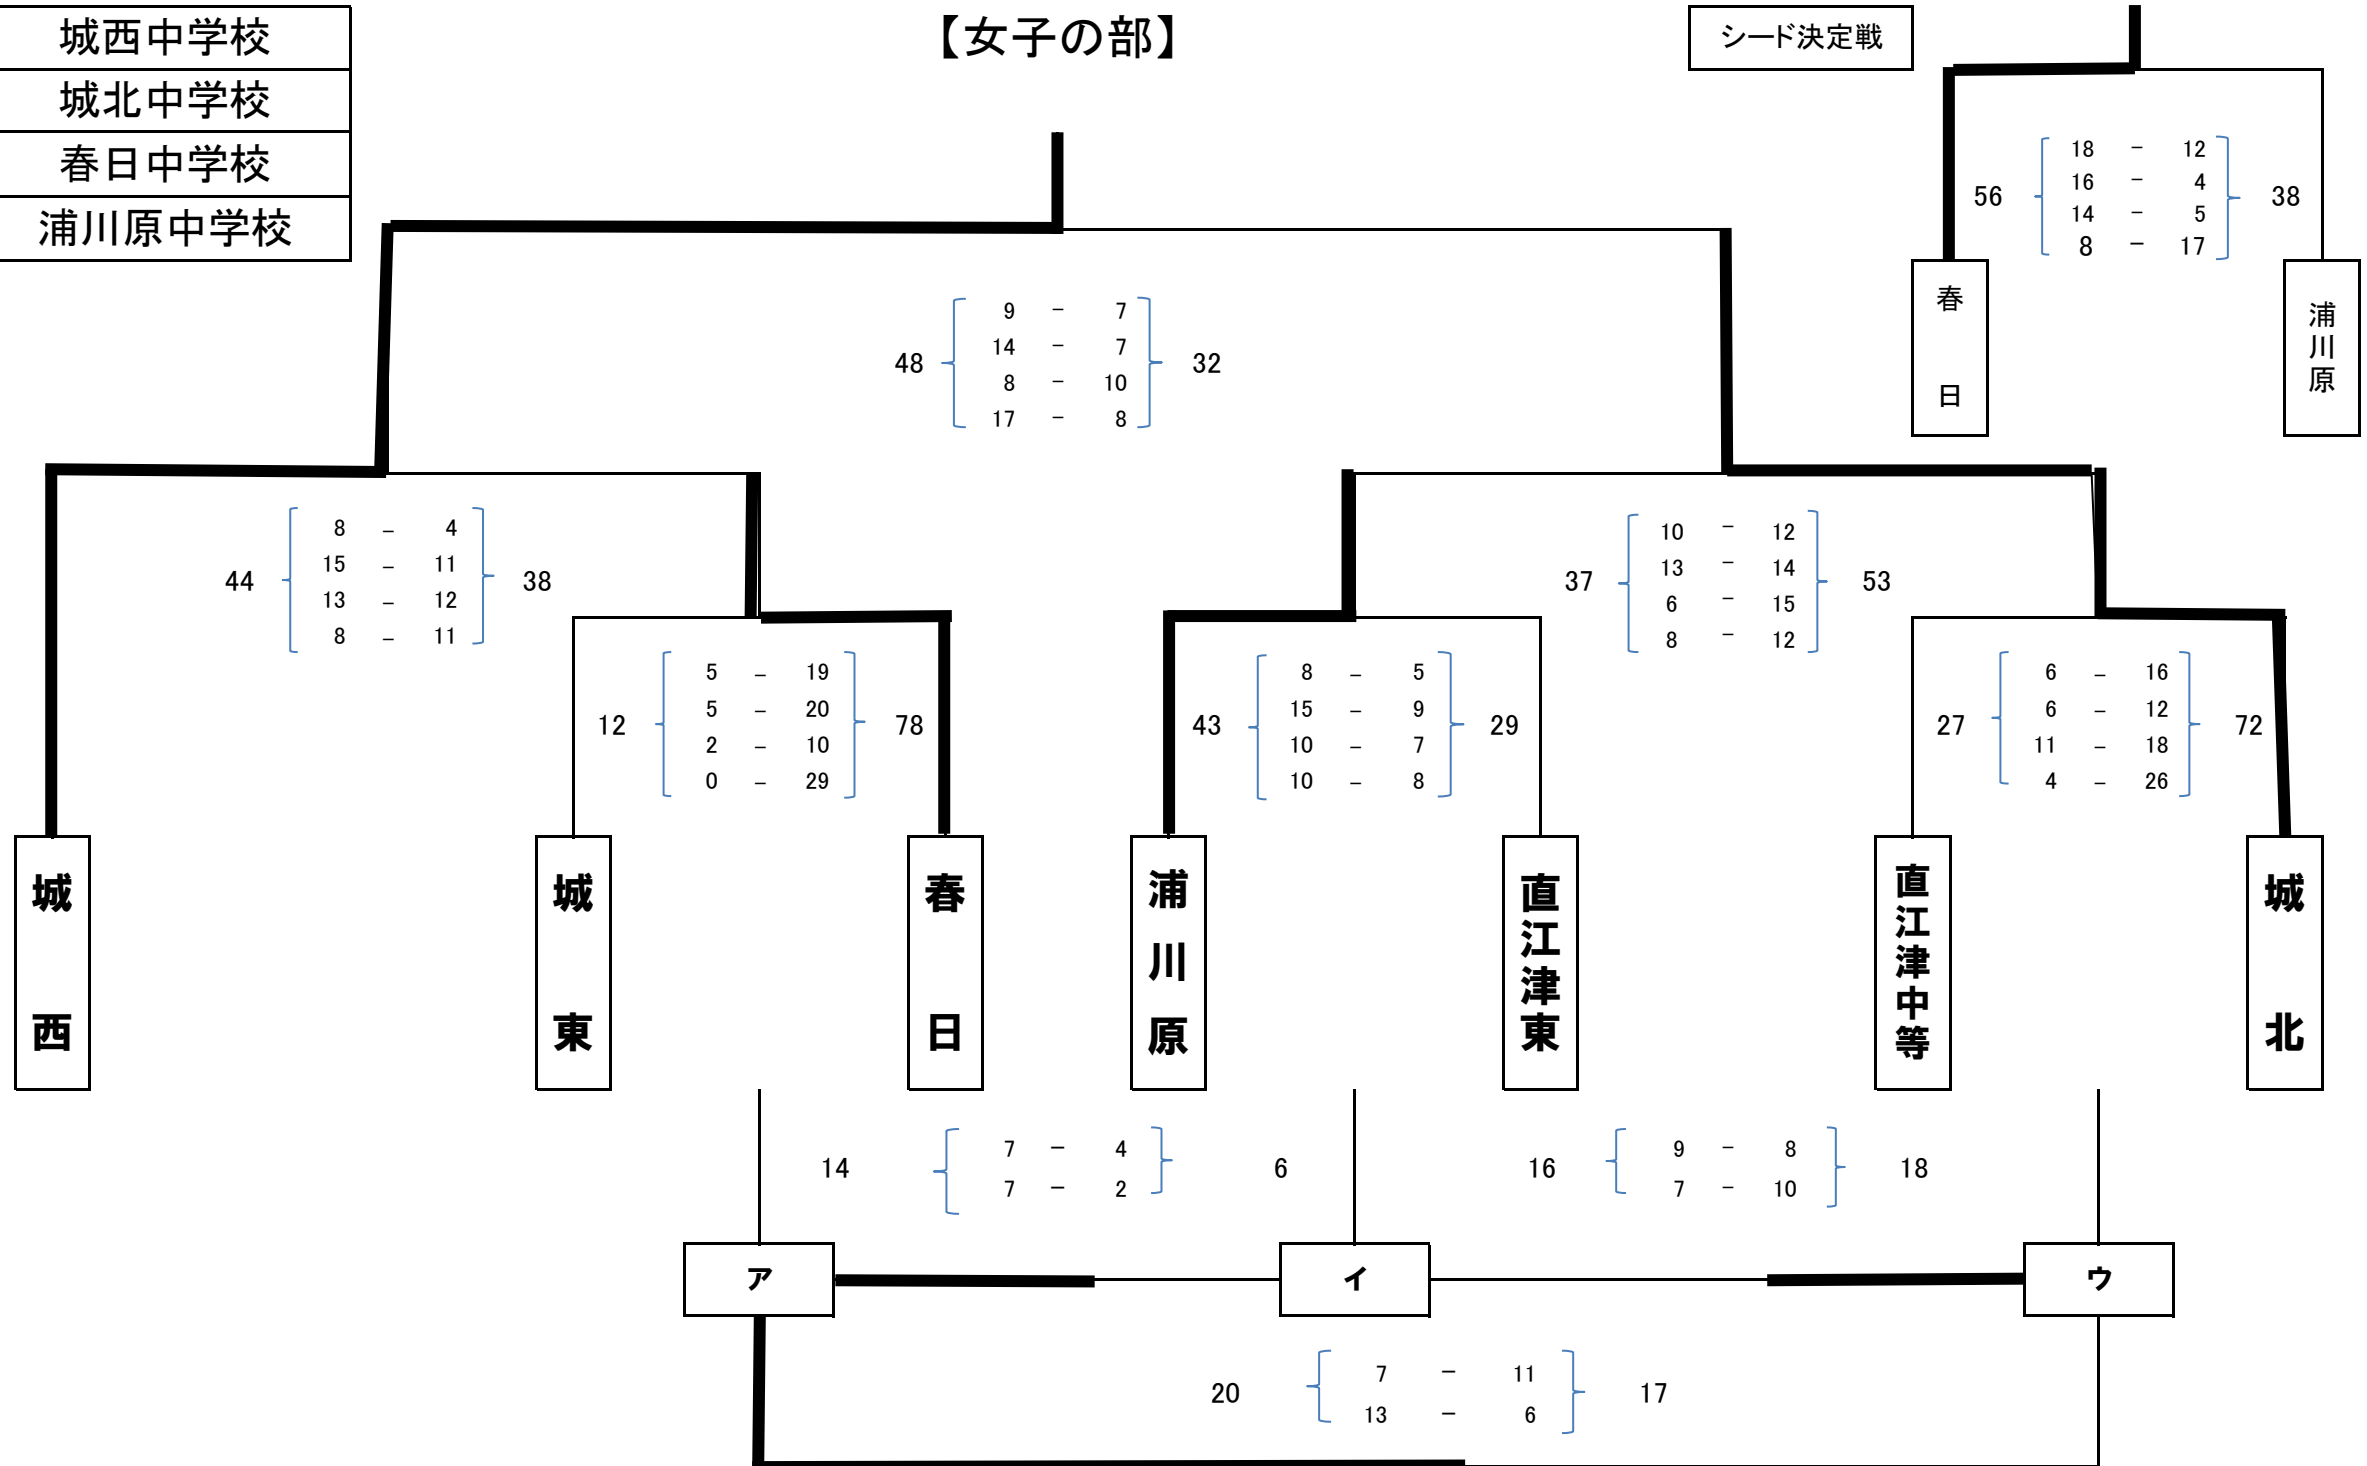 城西中学校
城北中学校
春日中学校
浦川原中学校
【女子の部】
シード決定戦
56
18 - 12
16 - 4
14 - 5
8 - 17
38
春日
浦川原
48
9 - 7
14 - 7
8 - 10
17 - 8
32
44
8 - 4
15 - 11
13 - 12
8 - 11
38
37
10 - 12
13 - 14
6 - 15
8 - 12
53
12
5 - 19
5 - 20
2 - 10
0 - 29
78
43
8 - 5
15 - 9
10 - 7
10 - 8
29
27
6 - 16
6 - 12
11 - 18
4 - 26
72
城西
城東
春日
浦川原
直江津東
直江津中等
城北
14
7 - 4
7 - 2
6
16
9 - 8
7 - 10
18
ア
イ
ウ
20
7 - 11
13 - 6
17